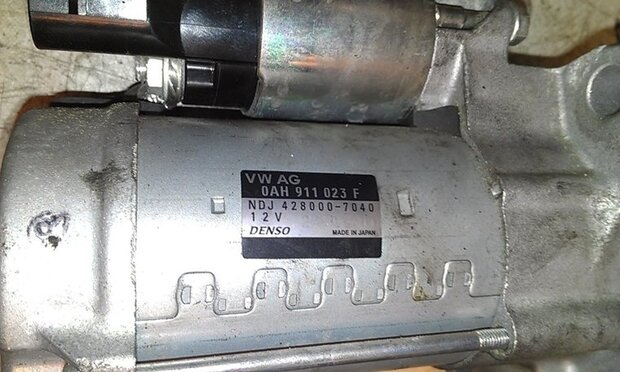 VW AG
0AH 911 023 F
NDJ 428000-7040
12V
DENSO MADE IN JAPAN